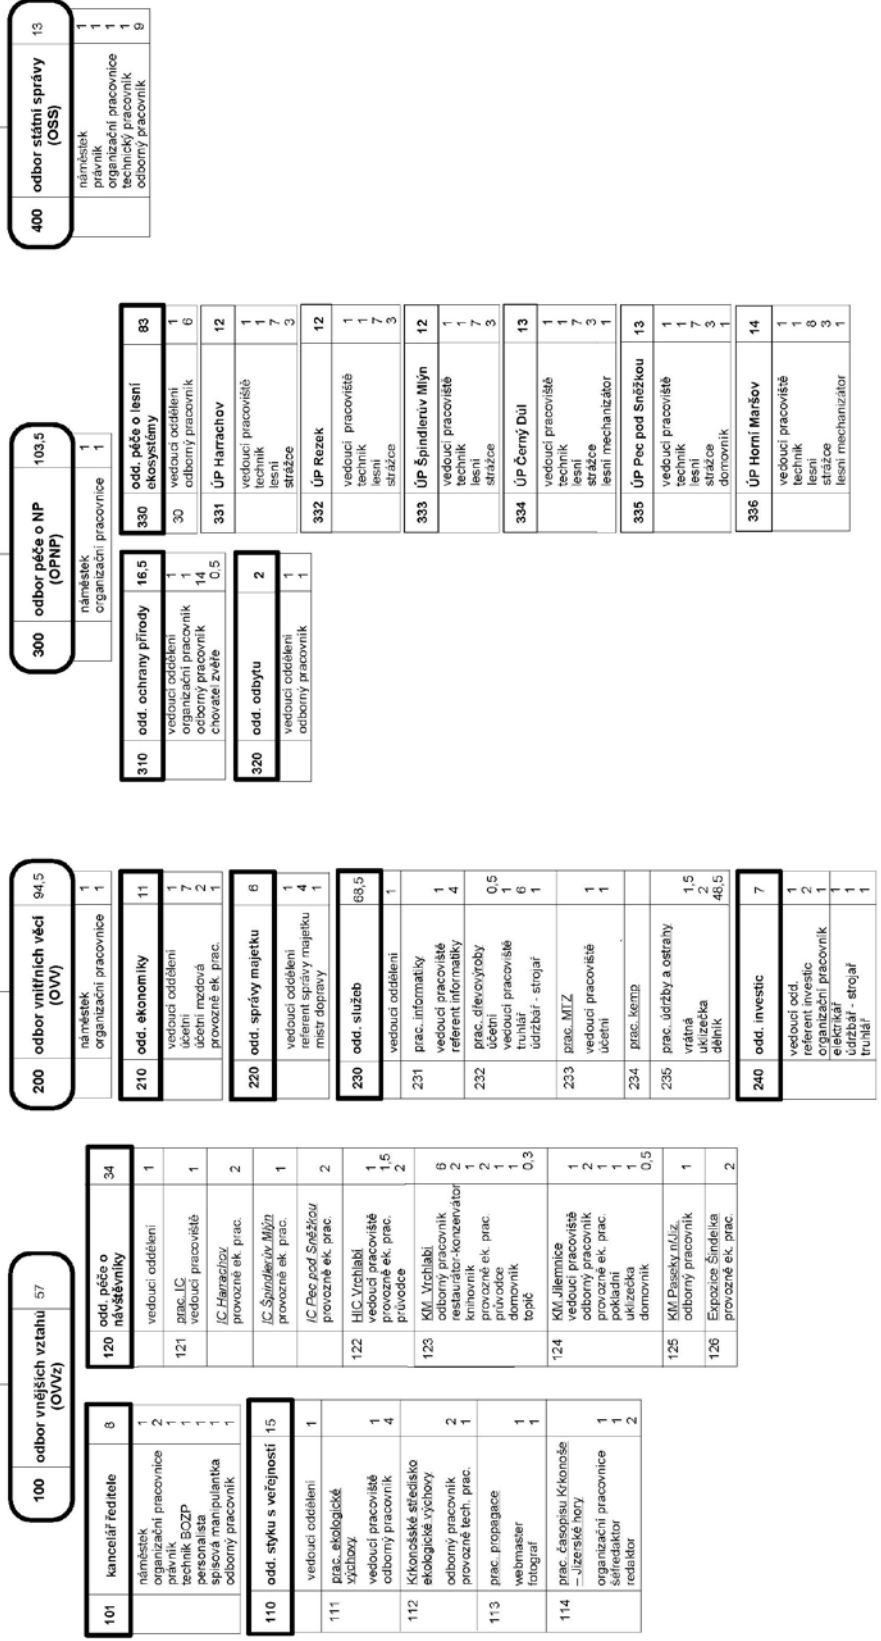 100 odbor vnějších vztahů (OVVz) 57
101 kancelář ředitele 8
náměstek 1
organizační pracovnice 2
právník 1
technik BOZP 1
personalista 1
spisová manipulantka 1
odborný pracovník 1
110 odd. styku s veřejností 15
vedoucí oddělení 1
111 prac. ekologické
výchovy
vedoucí pracoviště 1
odborný pracovník 4
112 Krkonošské středisko
ekologické výchovy
odborný pracovník 2
provozně tech. prac. 1
113 prac. propagace
webmaster 1
fotograf 1
114 prac. časopisu Krkonoše
– Jizerské hory
organizační pracovnice 1
šéfredaktor 1
redaktor 2
120 odd. péče o
návštěvníky 34
vedoucí oddělení 1
121 prac. IC
vedoucí pracoviště 1
IC Harrachov
provozně ek. prac. 2
IC Špindlerův Mlýn
provozně ek. prac. 1
IC Pec pod Sněžkou
provozně ek. prac. 2
122 HIC Vrchlabí
vedoucí pracoviště 1
provozně ek. prac. 1,5
průvodce 2
123 KM Vrchlabí
odborný pracovník 6
restaurátor-konzervátor 2
knihovník 1
provozně ek. prac. 2
průvodce 1
domovník 1
topič 0,3
124 KM Jilemnice
vedoucí pracoviště 1
odborný pracovník 2
provozně ek. prac. 1
pokladní 1
uklízečka 1
domovník 0,5
125 KM Paseky n/Jiz.
odborný pracovník 1
126 Expozice Šindelka
provozně ek. prac. 2
200 odbor vnitřních věcí 94,5
(OVV)
náměstek 1
organizační pracovnice 1
210 odd. ekonomiky 11
vedoucí oddělení 1
účetní 7
účetní mzdová 2
provozně ek. prac. 1
220 odd. správy majetku 6
vedoucí oddělení 1
referent správy majetku 4
mistr dopravy 1
230 odd. služeb 68,5
vedoucí oddělení 1
231 prac. informatiky
vedoucí pracoviště 1
referent informatiky 4
232 prac. dřevovýroby
účetní 0,5
vedoucí pracoviště 1
truhlář 6
údržbář - strojař 1
233 prac. MTZ
vedoucí pracoviště 1
účetní 1
234 prac. kemp
235 prac. údržby a ostrahy
vrátná 1,5
uklízečka 2
dělník 48,5
240 odd. investic 7
vedoucí odd. 1
referent investic 2
organizační pracovník 1
elektrikář 1
údržbář - strojař 1
truhlář 1
300 odbor péče o NP 103,5
(OPNP)
náměstek 1
organizační pracovnice 1
310 odd. ochrany přírody 16,5
vedoucí oddělení 1
organizační pracovník 1
odborný pracovník 14
chovatel zvěře 0,5
320 odd. odbytu 2
vedoucí oddělení 1
odborný pracovník 1
330 odd. péče o lesní
ekosystémy 83
30 vedoucí oddělení 1
odborný pracovník 6
331 ÚP Harrachov 12
vedoucí pracoviště 1
technik 1
lesní 7
strážce 3
332 ÚP Rezek 12
vedoucí pracoviště 1
technik 1
lesní 7
strážce 3
333 ÚP Špindlerův Mlýn 12
vedoucí pracoviště 1
technik 1
lesní 7
strážce 3
334 ÚP Černý Důl 13
vedoucí pracoviště 1
technik 1
lesní 7
strážce 3
lesní mechanizátor 1
335 ÚP Pec pod Sněžkou 13
vedoucí pracoviště 1
technik 1
lesní 7
strážce 3
domovník 1
336 ÚP Horní Maršov 14
vedoucí pracoviště 1
technik 1
lesní 8
strážce 3
lesní mechanizátor 1
400 odbor státní správy 13
(OSS)
náměstek 1
právník 1
organizační pracovnice 1
technický pracovník 1
odborný pracovník 9